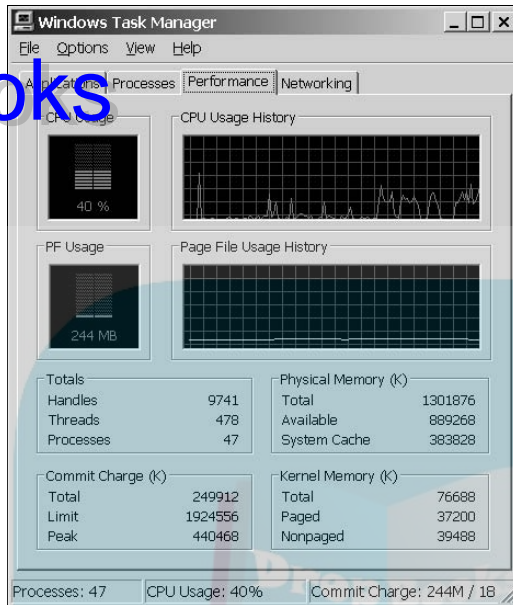 Windows Task Manager
File Options View Help
Applications Processes Performance Networking
oks
CPU Usage
CPU Usage History
40 %
PF Usage
Page File Usage History
244 MB
Totals
Handles 9741
Threads 478
Processes 47
Physical Memory (K)
Total 1301876
Available 889268
System Cache 383828
Commit Charge (K)
Total 249912
Limit 1924556
Peak 440468
Kernel Memory (K)
Total 76688
Paged 37200
Nonpaged 39488
Processes: 47 CPU Usage: 40% Commit Charge: 244M / 18